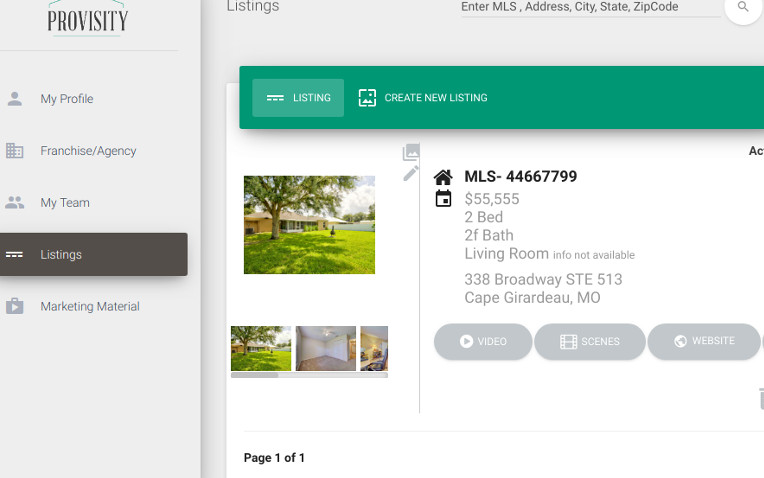 PROVISITY
Listings
Enter MLS , Address, City, State, ZipCode
My Profile
Franchise/Agency
My Team
Listings
Marketing Material
LISTING
CREATE NEW LISTING
MLS- 44667799
$55,555
2 Bed
2f Bath
Living Room info not available
338 Broadway STE 513
Cape Girardeau, MO
VIDEO
SCENES
WEBSITE
Page 1 of 1